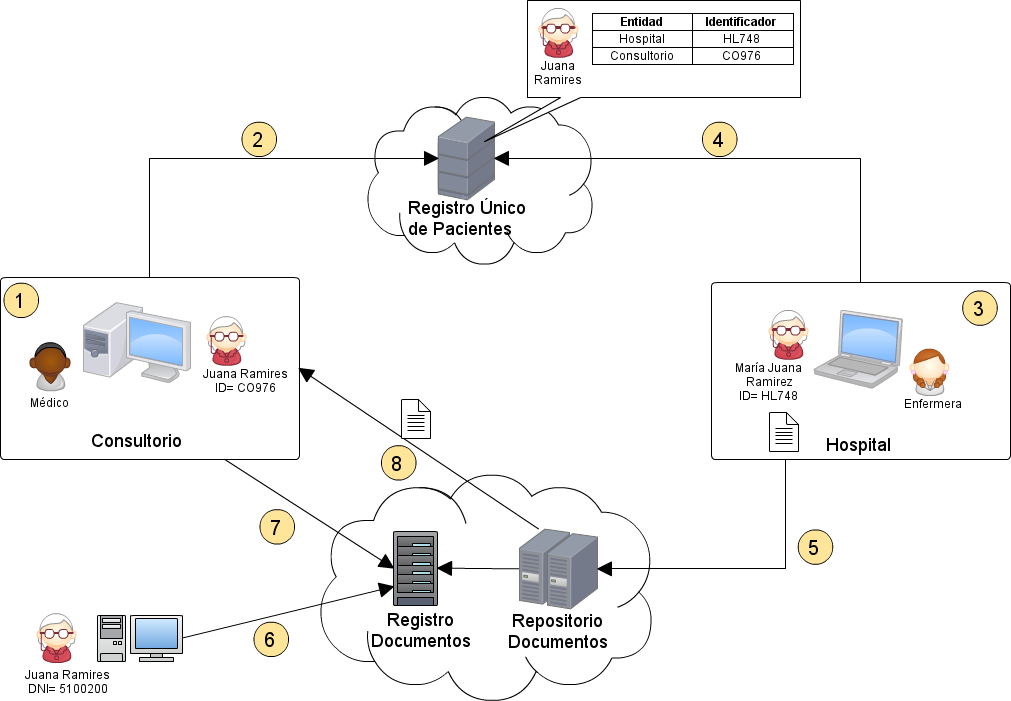 Entidad Identificador
Hospital HL748
Consultorio CO976
Juana
Ramires
2
4
Registro Único
de Pacientes
1
3
Médico
Juana Ramires
ID= CO976
Consultorio
María Juana
Ramirez
ID= HL748
Enfermera
Hospital
8
7
5
Registro
Documentos
Repositorio
Documentos
6
Juana Ramires
DNI= 5100200